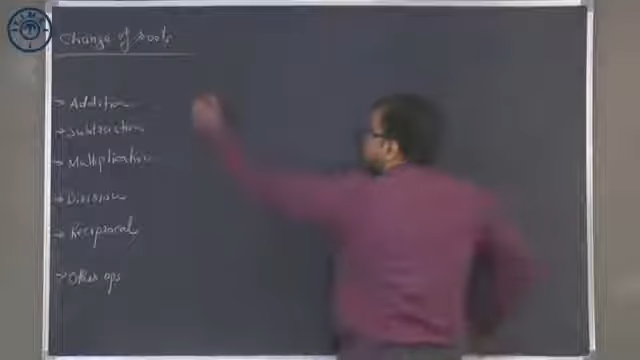 Change of roots
→ Addition
→ Subtraction
→ Multiplication
→ Division
→ Reciprocal
→ Other ops